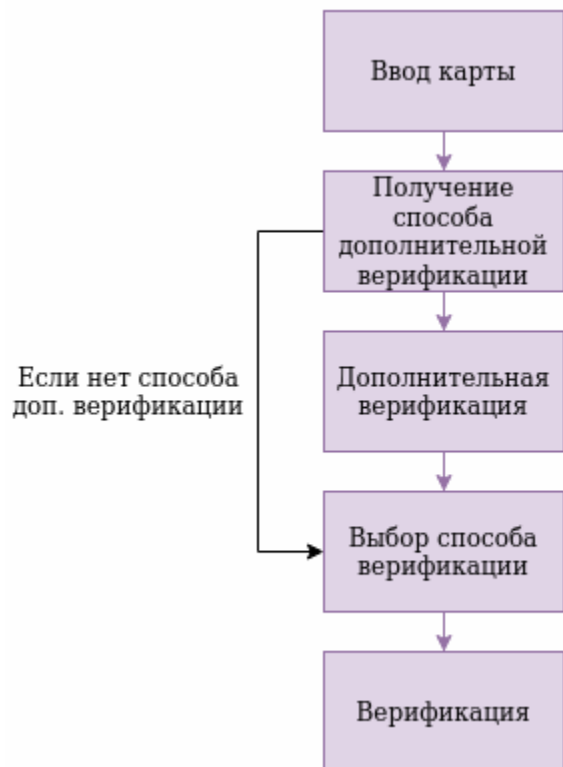 Ввод карты
Получение
способа
дополнительной
верификации
Если нет способа
доп. верификации
Дополнительная
верификация
Выбор способа
верификации
Верификация